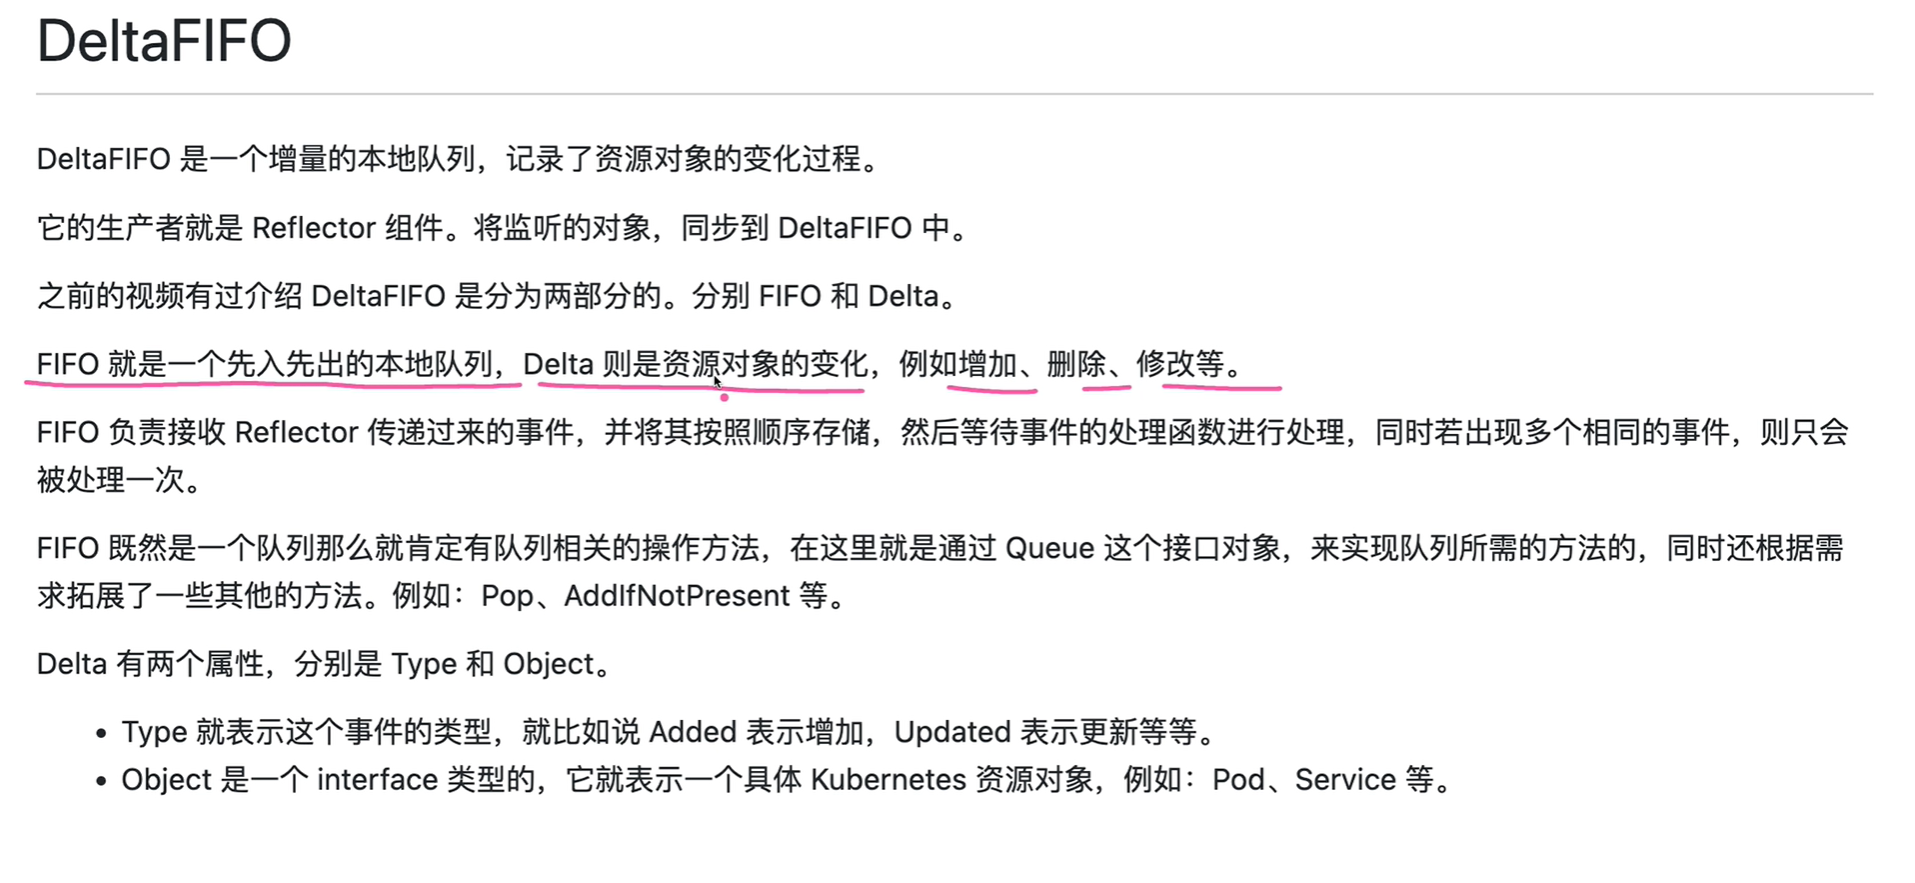 DeltaFIFO
DeltaFIFO 是一个增量的本地队列，记录了资源对象的变化过程。
它的生产者就是 Reflector 组件。将监听的对象，同步到 DeltaFIFO 中。
之前的视频有过介绍 DeltaFIFO 是分为两部分的。分别 FIFO 和 Delta。
FIFO 就是一个先入先出的本地队列，Delta 则是资源对象的变化，例如增加、删除、修改等。
FIFO 负责接收 Reflector 传递过来的事件，并将其按照顺序存储，然后等待事件的处理函数进行处理，同时若出现多个相同的事件，则只会
被处理一次。
FIFO 既然是一个队列那么就肯定有队列相关的操作方法，在这里就是通过 Queue 这个接口对象，来实现队列所需的方法的，同时还根据需
求拓展了一些其他的方法。例如：Pop、AddIfNotPresent 等。
Delta 有两个属性，分别是 Type 和 Object。
• Type 就表示这个事件的类型，就比如说 Added 表示增加，Updated 表示更新等等。
• Object 是一个 interface 类型的，它就表示一个具体 Kubernetes 资源对象，例如：Pod、Service 等。